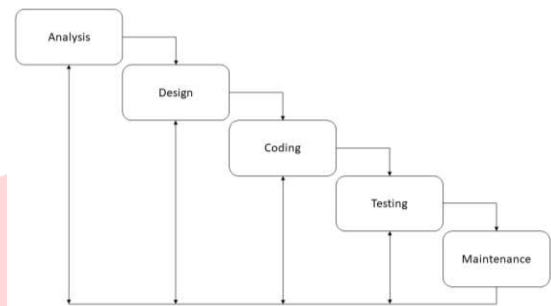 Analysis
Design
Coding
Testing
Maintenance